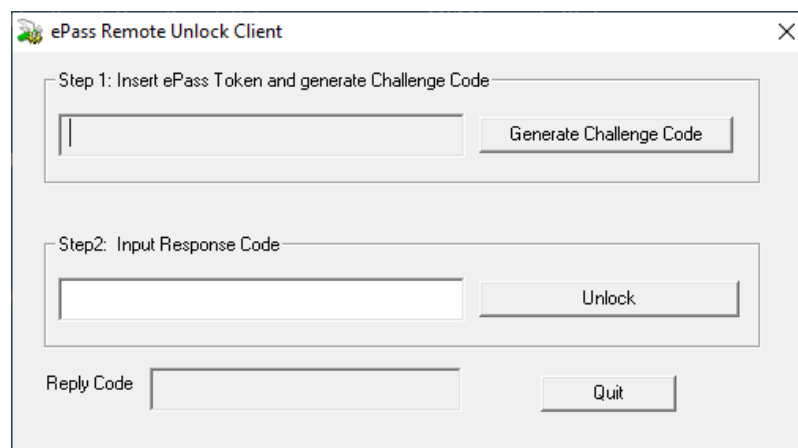 ePass Remote Unlock Client
Step 1: Insert ePass Token and generate Challenge Code
Generate Challenge Code
Step2: Input Response Code
Unlock
Reply Code
Quit